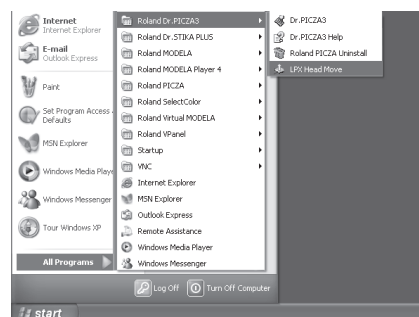 Internet
Internet Explorer
E-mail
Outlook Express
Paint
Set Program Access
Defaults
MSN Explorer
Windows Media Playe
Windows Messenger
Tour Windows XP
All Programs
Roland Dr.PICZA3
Roland Dr.STIKA PLUS
Roland MODELA
Roland MODELA Player 4
Roland PICZA
Roland SelectColor
Roland Virtual MODELA
Roland VPanel
Startup
VNC
Internet Explorer
MSN Explorer
Outlook Express
Remote Assistance
Windows Media Player
Windows Messenger
Dr.PICZA3
Dr.PICZA3 Help
Roland PICZA Uninstall
LPX Head Move
Log Off
Turn Off Computer
start